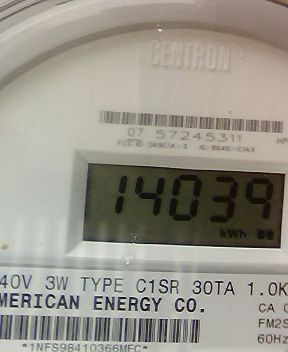 CENTRON
07 57245311
14039
kWh
40V 3W TYPE C1SR 30TA 1.0K
MERICAN ENERGY CO.
CA 0
FM2S
60Hz
*1NFS98410366MFC*